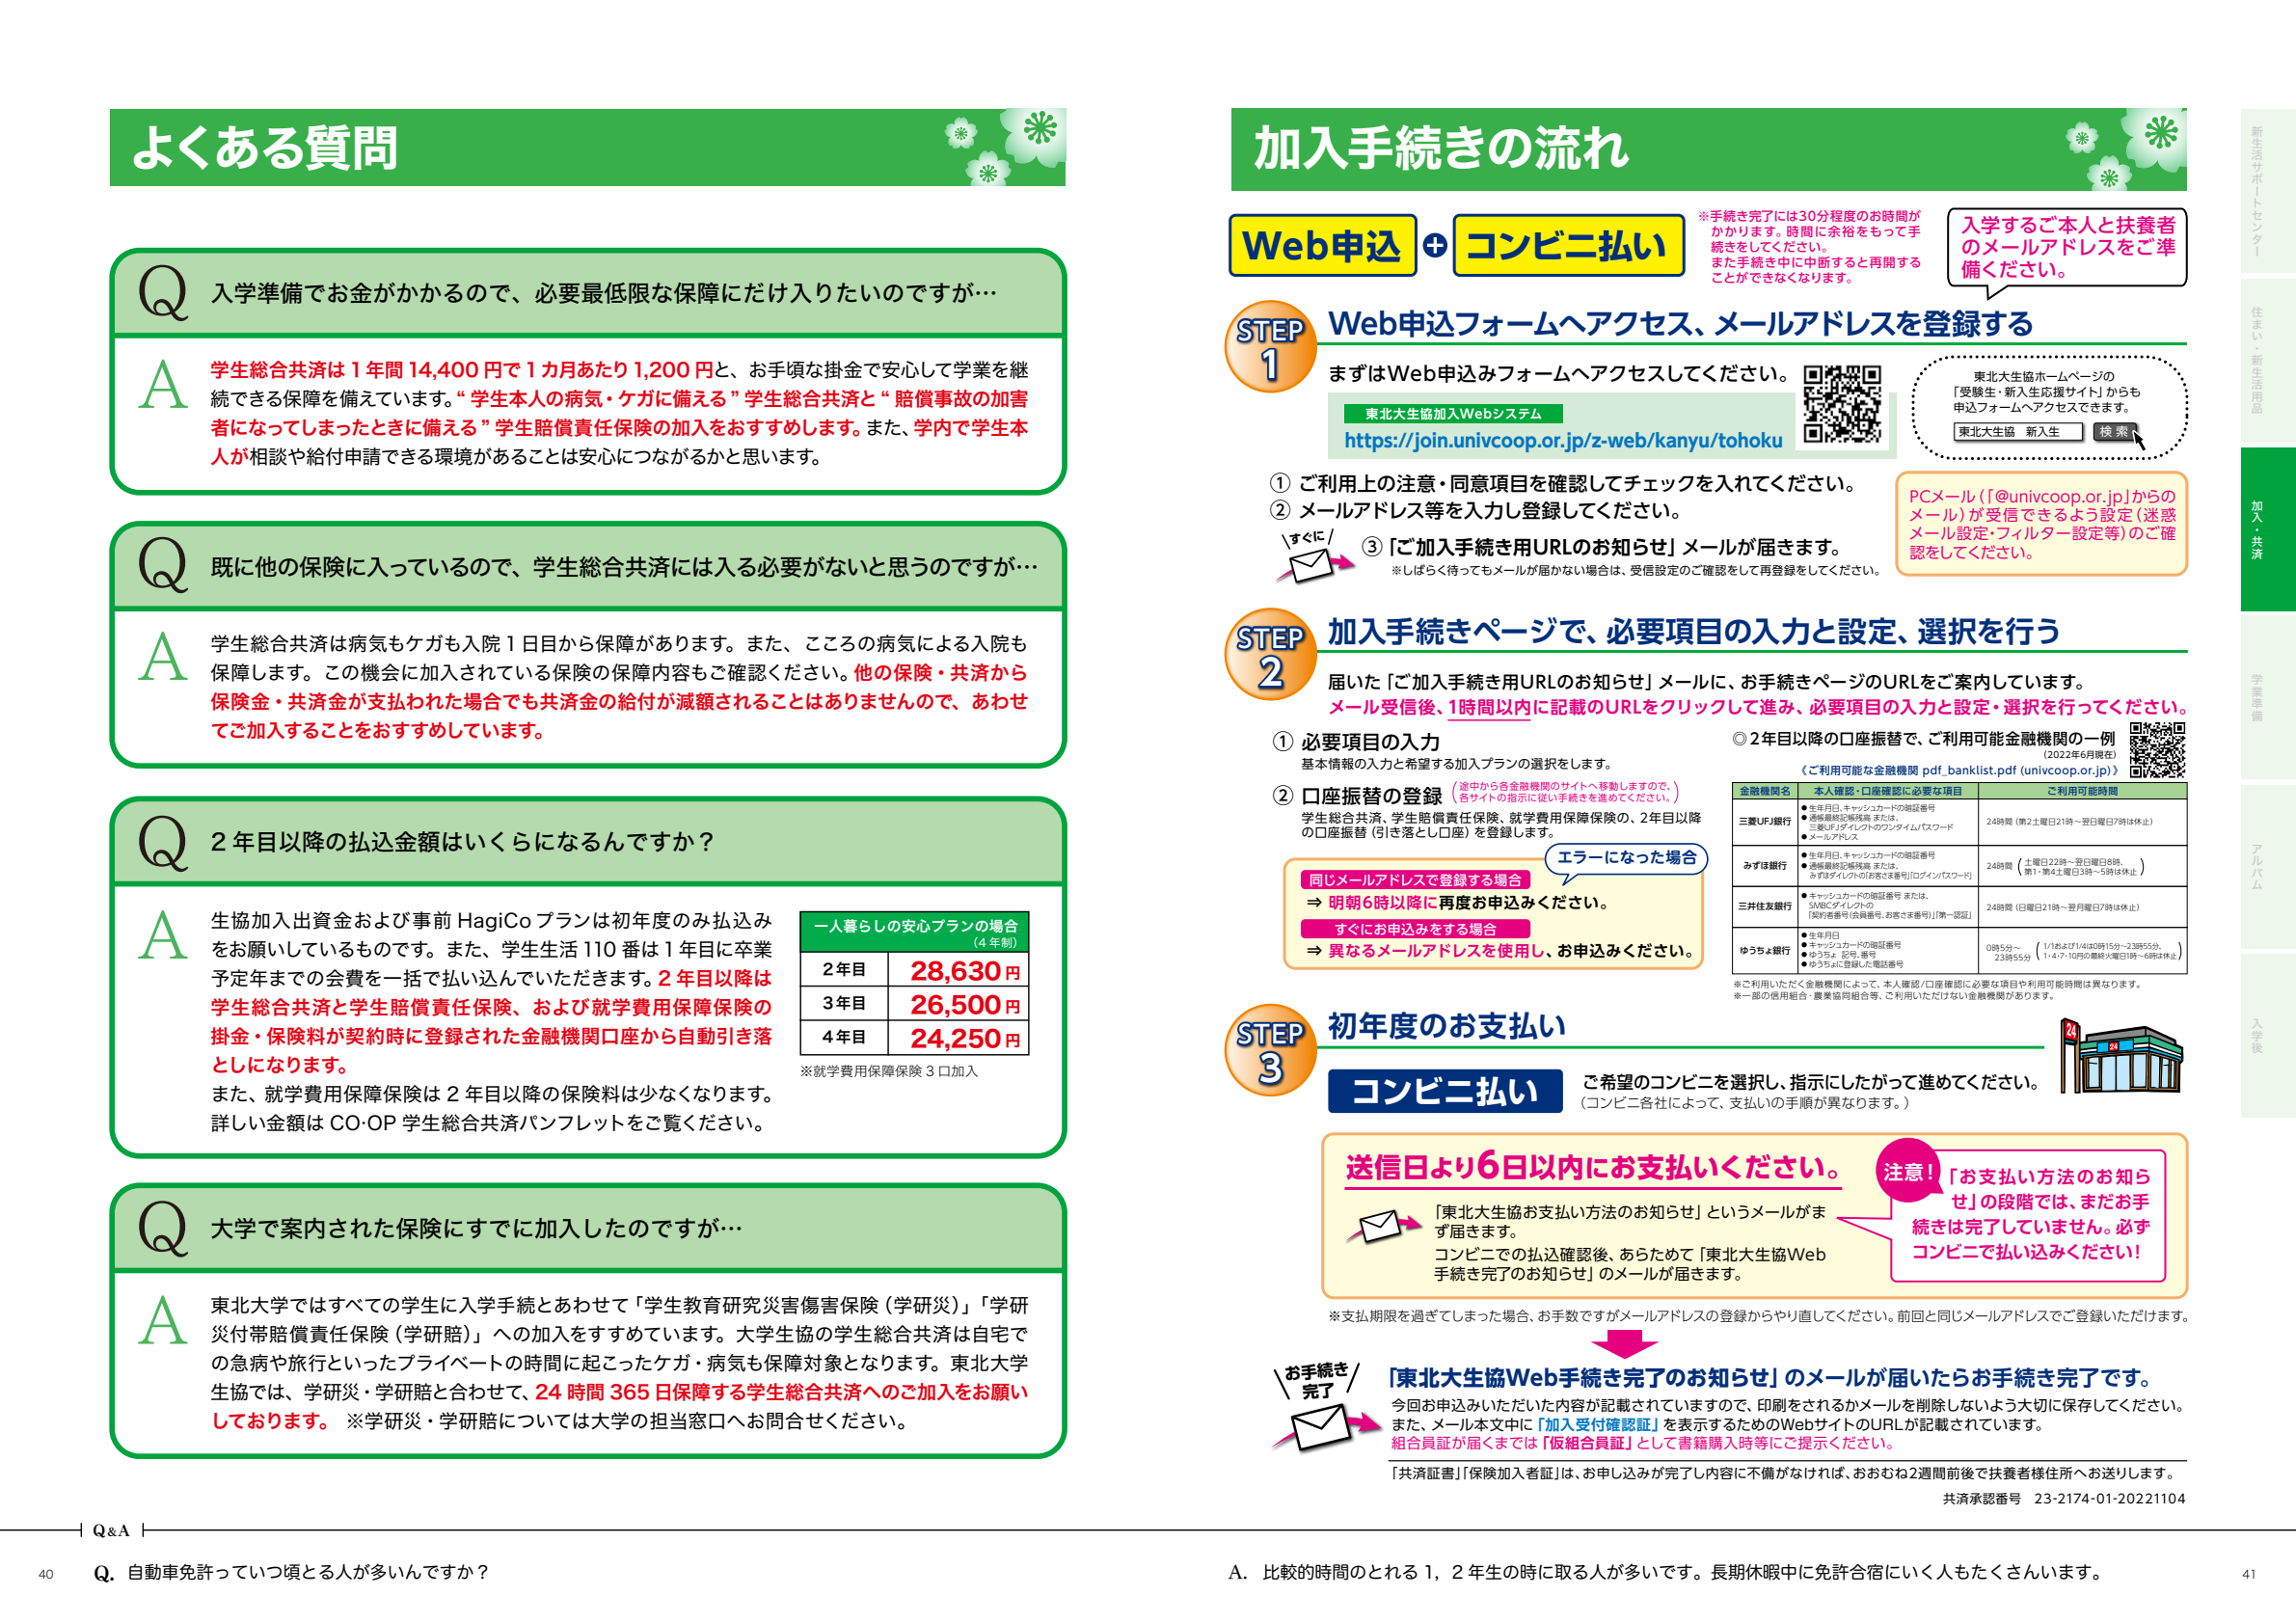 よくある質問
Q 入学準備でお金がかかるので、必要最低限な保障にだけ入りたいのですが…
A 学生総合共済は 1 年間 14,400 円で 1 カ月あたり 1,200 円と、お手頃な掛金で安心して学業を継
続できる保障を備えています。“ 学生本人の病気・ケガに備える ” 学生総合共済と “ 賠償事故の加害
者になってしまったときに備える ” 学生賠償責任保険の加入をおすすめします。また、学内で学生本
人が相談や給付申請できる環境があることは安心につながるかと思います。
Q 既に他の保険に入っているので、学生総合共済には入る必要がないと思うのですが…
A 学生総合共済は病気もケガも入院 1 日目から保障があります。また、こころの病気による入院も
保障します。この機会に加入されている保険の保障内容もご確認ください。他の保険・共済から
保険金・共済金が支払われた場合でも共済金の給付が減額されることはありませんので、あわせ
てご加入することをおすすめしています。
Q 2 年目以降の払込金額はいくらになるんですか？
A 生協加入出資金および事前 HagiCo プランは初年度のみ払込み
をお願いしているものです。また、学生生活 110 番は 1 年目に卒業
予定年までの会費を一括で払い込んでいただきます。2 年目以降は
学生総合共済と学生賠償責任保険、および就学費用保障保険の
掛金・保険料が契約時に登録された金融機関口座から自動引き落
としになります。
また、就学費用保障保険は 2 年目以降の保険料は少なくなります。
詳しい金額は CO·OP 学生総合共済パンフレットをご覧ください。
一人暮らしの安心プランの場合
（4 年制）
2年目 28,630 円
3年目 26,500 円
4年目 24,250 円
※就学費用保障保険 3 口加入
Q 大学で案内された保険にすでに加入したのですが…
A 東北大学ではすべての学生に入学手続とあわせて「学生教育研究災害傷害保険（学研災）」「学研
災付帯賠償責任保険（学研賠）」への加入をすすめています。大学生協の学生総合共済は自宅で
の急病や旅行といったプライベートの時間に起こったケガ・病気も保障対象となります。東北大学
生協では、学研災・学研賠と合わせて、24 時間 365 日保障する学生総合共済へのご加入をお願い
しております。 ※学研災・学研賠については大学の担当窓口へお問合せください。
Q&A
40
Q. 自動車免許っていつ頃とる人が多いんですか？
加入手続きの流れ
Web申込 + コンビニ払い
※手続き完了には30分程度のお時間が
かかります。時間に余裕をもって手
続きをしてください。
また手続き中に中断すると再開する
ことができなくなります。
入学するご本人と扶養者
のメールアドレスをご準
備ください。
STEP 1 Web申込フォームへアクセス、メールアドレスを登録する
まずはWeb申込みフォームへアクセスしてください。
東北大生協加入Webシステム
https://join.univcoop.or.jp/z-web/kanyu/tohoku
東北大生協ホームページの
「受験生・新入生応援サイト」からも
申込フォームへアクセスできます。
東北大生協 新入生 検 索
① ご利用上の注意・同意項目を確認してチェックを入れてください。
② メールアドレス等を入力し登録してください。
すぐに
③「ご加入手続き用URLのお知らせ」メールが届きます。
※しばらく待ってもメールが届かない場合は、受信設定のご確認をして再登録をしてください。
PCメール（「@univcoop.or.jp」からの
メール）が受信できるよう設定（迷惑
メール設定・フィルター設定等）のご確
認をしてください。
STEP 2 加入手続きページで、必要項目の入力と設定、選択を行う
届いた「ご加入手続き用URLのお知らせ」メールに、お手続きページのURLをご案内しています。
メール受信後、1時間以内に記載のURLをクリックして進み、必要項目の入力と設定・選択を行ってください。
① 必要項目の入力
基本情報の入力と希望する加入プランの選択をします。
② 口座振替の登録（途中から各金融機関のサイトへ移動しますので、
各サイトの指示に従い手続きを進めてください。）
学生総合共済、学生賠償責任保険、就学費用保障保険の、2年目以降
の口座振替（引き落とし口座）を登録します。
エラーになった場合
同じメールアドレスで登録する場合
⇒ 明朝6時以降に再度お申込みください。
すぐにお申込みをする場合
⇒ 異なるメールアドレスを使用し、お申込みください。
◎2年目以降の口座振替で、ご利用可能金融機関の一例
（2022年6月現在）
《ご利用可能な金融機関 pdf_banklist.pdf (univcoop.or.jp)》
金融機関名 本人確認・口座確認に必要な項目 ご利用可能時間
三菱UFJ銀行
●生年月日、キャッシュカードの暗証番号
●通帳最終記帳残高 または、
三菱UFJダイレクトのワンタイムパスワード
●メールアドレス
24時間（第2土曜日21時〜翌日曜日7時は休止）
みずほ銀行
●生年月日、キャッシュカードの暗証番号
●通帳最終記帳残高 または、
みずほダイレクトの「お客さま番号」「ログインパスワード」
24時間（土曜日22時〜翌日曜日8時、
第1・第4土曜日3時〜5時は休止）
三井住友銀行
●キャッシュカードの暗証番号 または、
SMBCダイレクトの
「契約者番号（会員番号、お客さま番号）」「第一認証」
24時間（日曜日21時〜翌月曜日7時は休止）
ゆうちょ銀行
●生年月日
●キャッシュカードの暗証番号
●ゆうちょ 記号、番号
●ゆうちょに登録した電話番号
0時5分〜
23時55分
（1/1および1/4は0時15分〜23時55分、
1・4・7・10月の最終火曜日1時〜6時は休止）
※ご利用いただく金融機関によって、本人確認/口座確認に必要な項目や利用可能時間は異なります。
※一部の信用組合・農業協同組合等、ご利用いただけない金融機関があります。
STEP 3 初年度のお支払い
24
24
コンビニ払い
ご希望のコンビニを選択し、指示にしたがって進めてください。
（コンビニ各社によって、支払いの手順が異なります。）
送信日より6日以内にお支払いください。
「東北大生協お支払い方法のお知らせ」というメールがま
ず届きます。
コンビニでの払込確認後、あらためて「東北大生協Web
手続き完了のお知らせ」のメールが届きます。
注意！
「お支払い方法のお知ら
せ」の段階では、まだお手
続きは完了していません。必ず
コンビニで払い込みください！
※支払期限を過ぎてしまった場合、お手数ですがメールアドレスの登録からやり直してください。前回と同じメールアドレスでご登録いただけます。
お手続き
完了
「東北大生協Web手続き完了のお知らせ」のメールが届いたらお手続き完了です。
今回お申込みいただいた内容が記載されていますので、印刷をされるかメールを削除しないよう大切に保存してください。
また、メール本文中に「加入受付確認証」を表示するためのWebサイトのURLが記載されています。
組合員証が届くまでは「仮組合員証」として書籍購入時等にご提示ください。
「共済証書」「保険加入者証」は、お申し込みが完了し内容に不備がなければ、おおむね2週間前後で扶養者様住所へお送りします。
共済承認番号 23-2174-01-20221104
A. 比較的時間のとれる 1，2 年生の時に取る人が多いです。長期休暇中に免許合宿にいく人もたくさんいます。
41
新生活サポートセンター
住まい・新生活用品
加入・共済
学業準備
アルバム
入学後